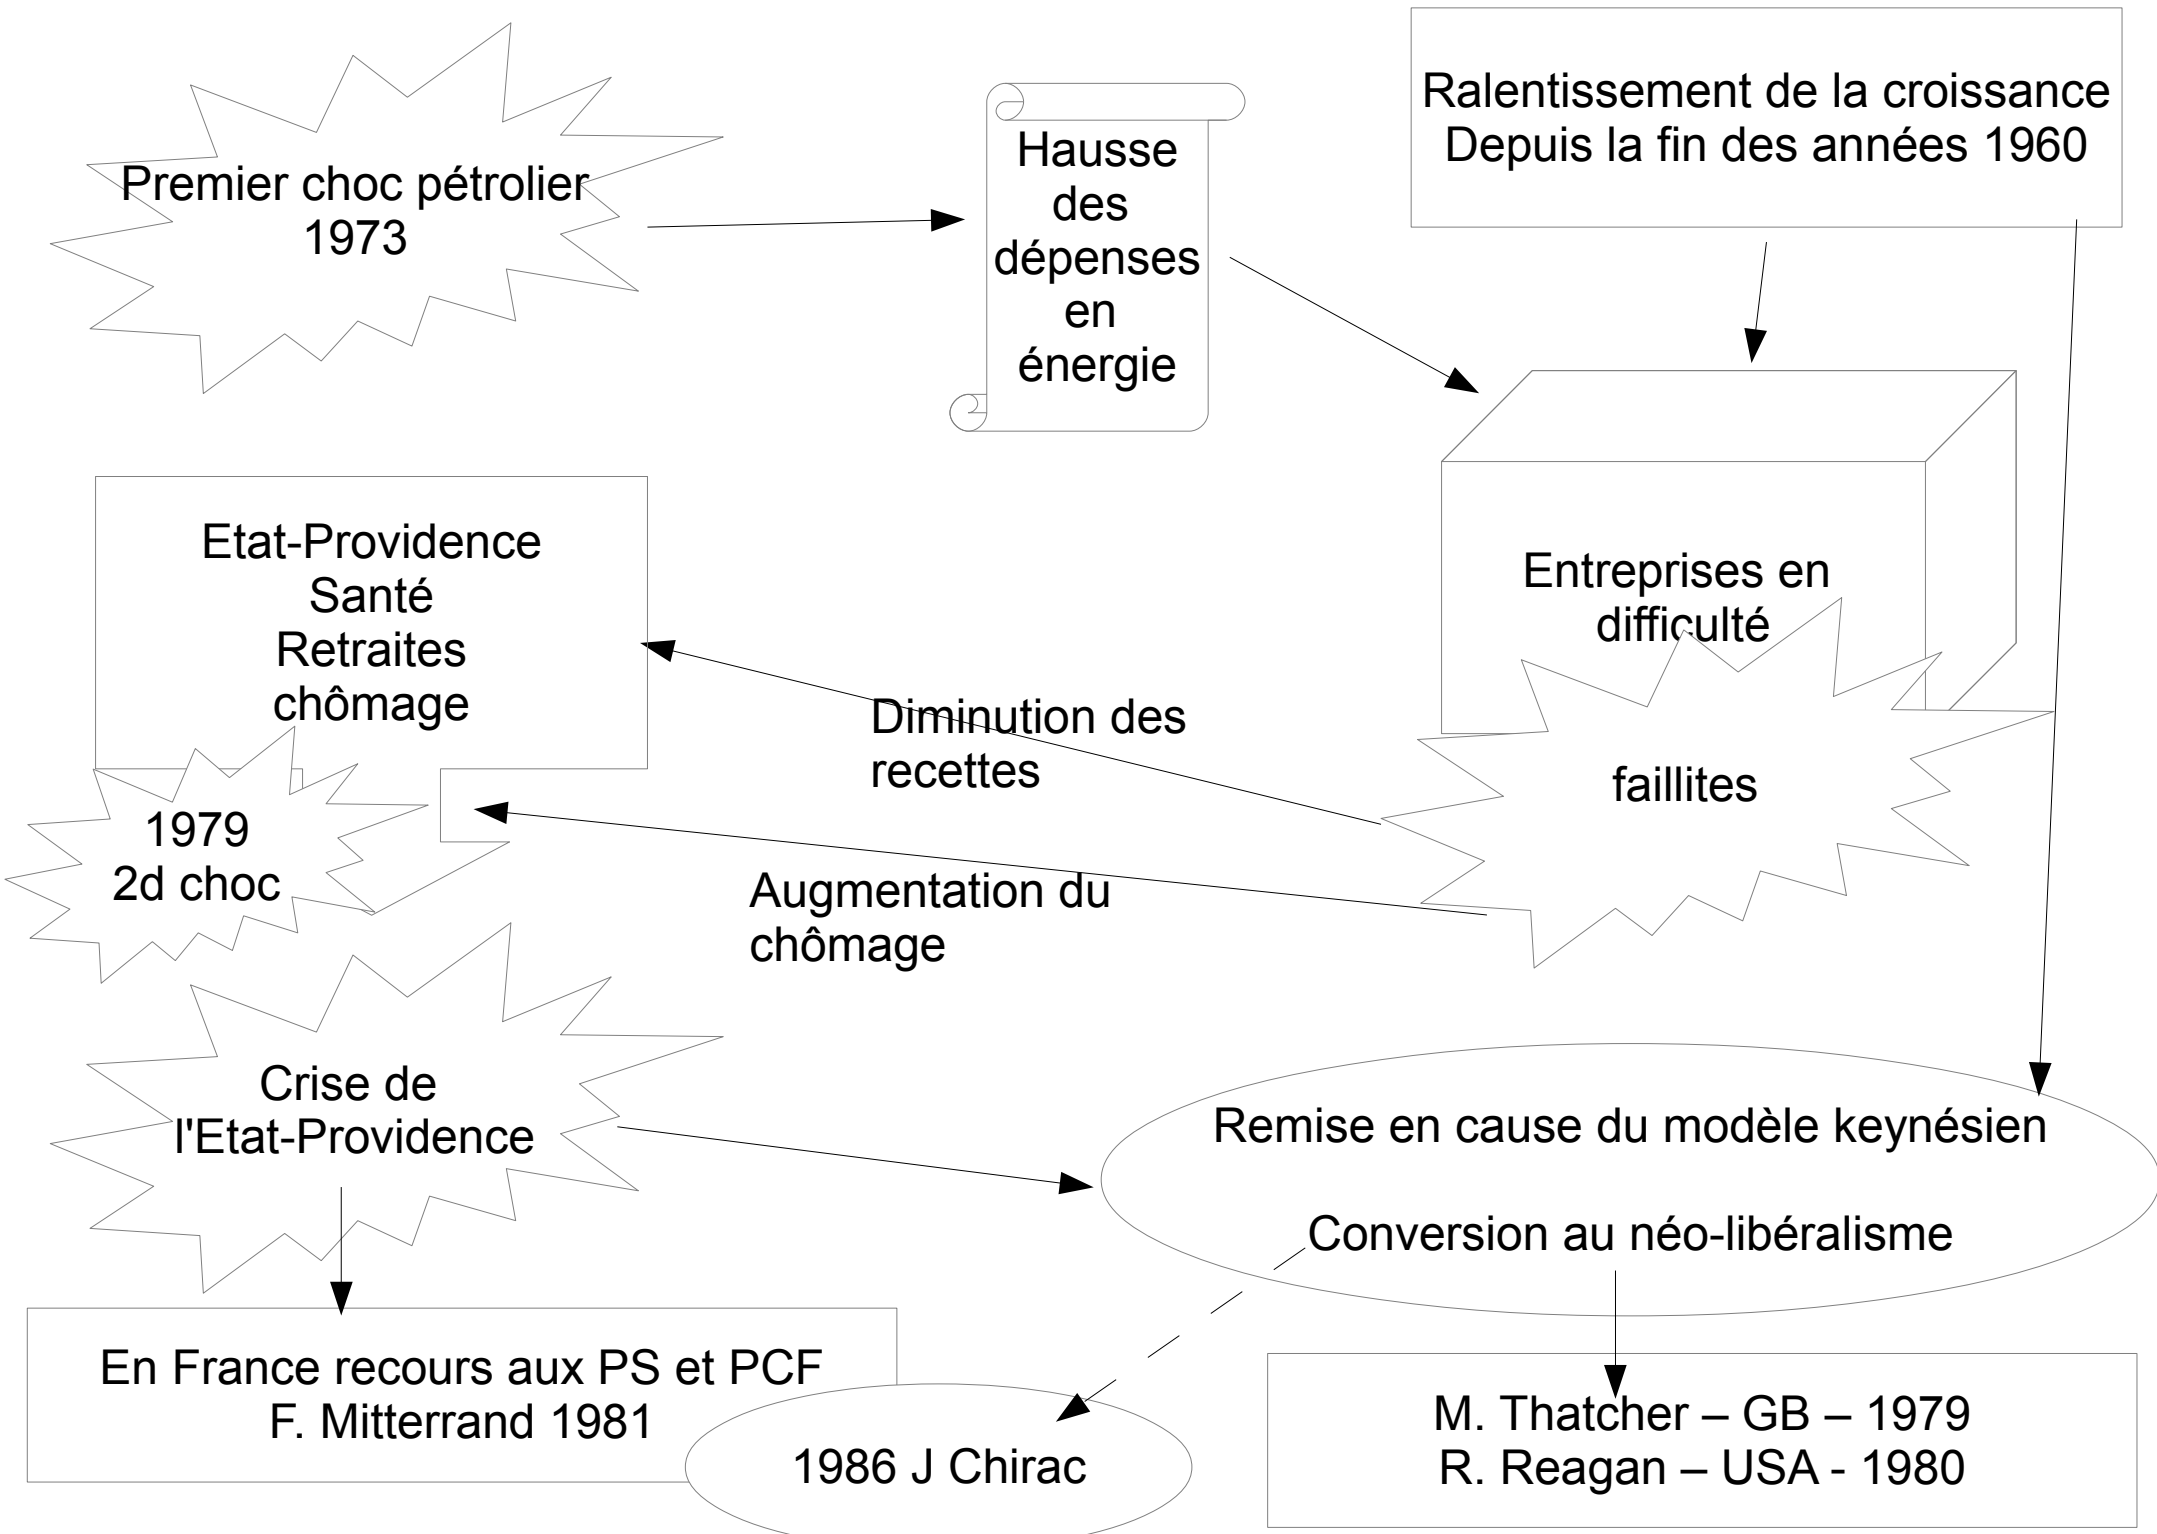 Premier choc pétrolier
1973
Hausse
des
dépenses
en
énergie
Ralentissement de la croissance
Depuis la fin des années 1960
Etat-Providence
Santé
Retraites
chômage
Entreprises en
difficulté
faillites
Diminution des
recettes
1979
2d choc
Augmentation du
chômage
Crise de
l'Etat-Providence
Remise en cause du modèle keynésien
Conversion au néo-libéralisme
En France recours aux PS et PCF
F. Mitterrand 1981
1986 J Chirac
M. Thatcher – GB – 1979
R. Reagan – USA - 1980